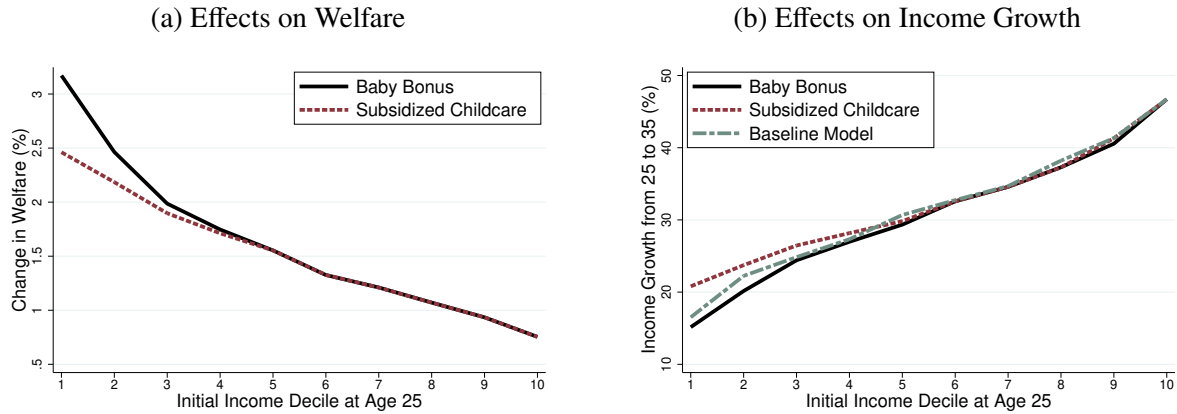 (a) Effects on Welfare
Change in Welfare (%)
3
2.5
2
1.5
1
.5
Baby Bonus
Subsidized Childcare
1 2 3 4 5 6 7 8 9 10
Initial Income Decile at Age 25
(b) Effects on Income Growth
Income Growth from 25 to 35 (%)
50
40
30
20
10
Baby Bonus
Subsidized Childcare
Baseline Model
1 2 3 4 5 6 7 8 9 10
Initial Income Decile at Age 25